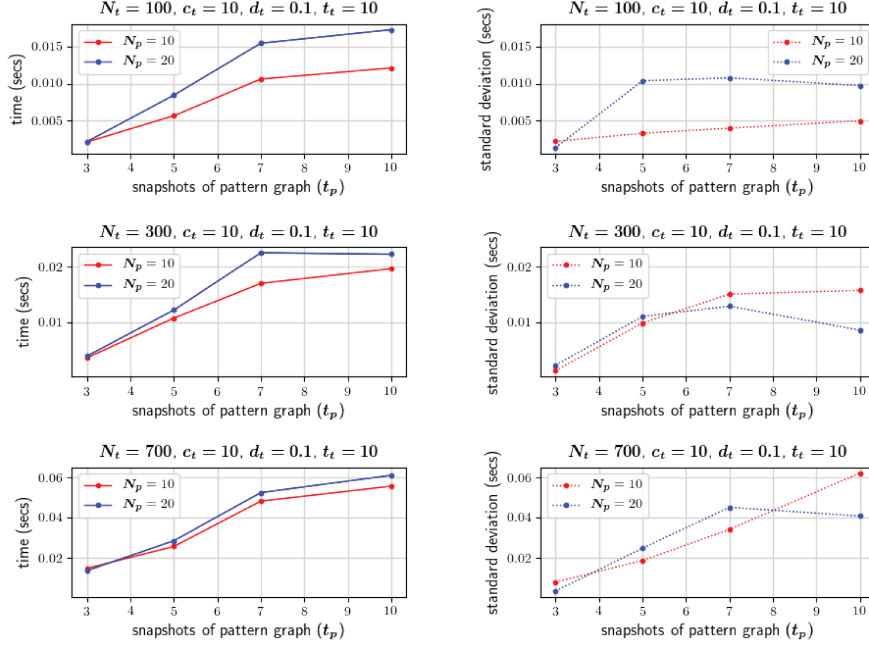 N_t = 100, c_t = 10, d_t = 0.1, t_t = 10
0.015
0.010
0.005
time (secs)
N_p = 10
N_p = 20
3 4 5 6 7 8 9 10
snapshots of pattern graph (t_p)
N_t = 100, c_t = 10, d_t = 0.1, t_t = 10
0.015
0.010
0.005
standard deviation (secs)
N_p = 10
N_p = 20
3 4 5 6 7 8 9 10
snapshots of pattern graph (t_p)
N_t = 300, c_t = 10, d_t = 0.1, t_t = 10
0.02
0.01
time (secs)
N_p = 10
N_p = 20
3 4 5 6 7 8 9 10
snapshots of pattern graph (t_p)
N_t = 300, c_t = 10, d_t = 0.1, t_t = 10
0.02
0.01
standard deviation (secs)
N_p = 10
N_p = 20
3 4 5 6 7 8 9 10
snapshots of pattern graph (t_p)
N_t = 700, c_t = 10, d_t = 0.1, t_t = 10
0.06
0.04
0.02
time (secs)
N_p = 10
N_p = 20
3 4 5 6 7 8 9 10
snapshots of pattern graph (t_p)
N_t = 700, c_t = 10, d_t = 0.1, t_t = 10
0.06
0.04
0.02
standard deviation (secs)
N_p = 10
N_p = 20
3 4 5 6 7 8 9 10
snapshots of pattern graph (t_p)